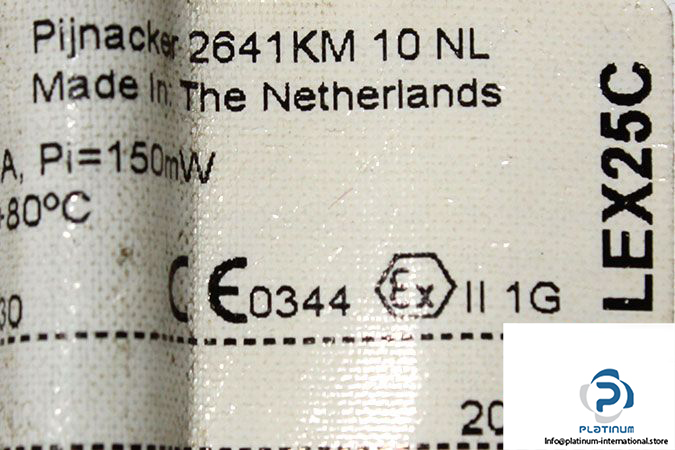 Pijnacker 2641KM 10 NL
Made In: The Netherlands
A, Pi=150mW
+80°C
CE0344 Ex II 1G
30
20
LEX25C
PLATINUM
Info@platinum-international.store